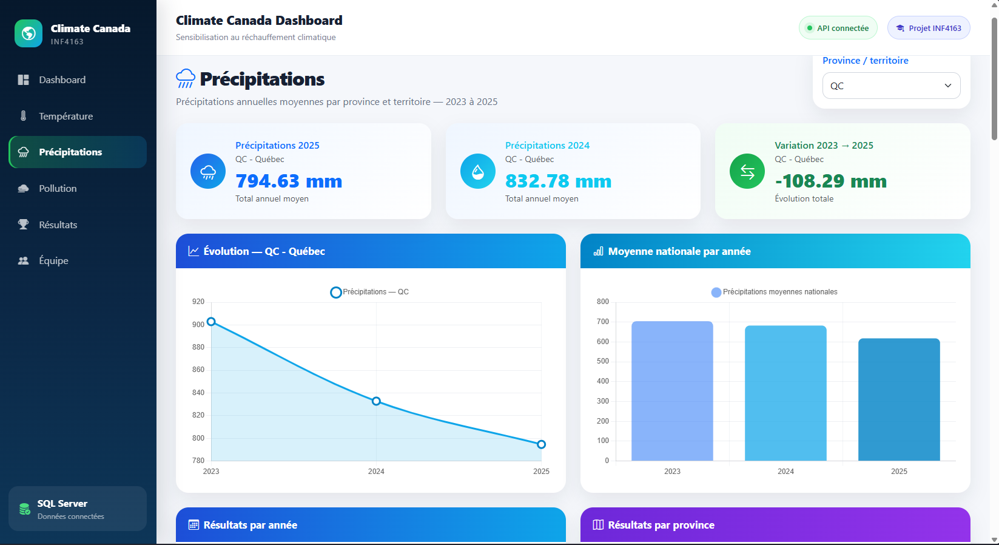 Climate Canada
INF4163
Dashboard
Température
Précipitations
Pollution
Résultats
Équipe
SQL Server
Données connectées
Climate Canada Dashboard
Sensibilisation au réchauffement climatique
API connectée
Projet INF4163
Précipitations
Précipitations annuelles moyennes par province et territoire — 2023 à 2025
Province / territoire
QC
Précipitations 2025
QC - Québec
794.63 mm
Total annuel moyen
Précipitations 2024
QC - Québec
832.78 mm
Total annuel moyen
Variation 2023 → 2025
QC - Québec
-108.29 mm
Évolution totale
Évolution — QC - Québec
Précipitations — QC
920
900
880
860
840
820
800
780
2023
2024
2025
Moyenne nationale par année
Précipitations moyennes nationales
800
700
600
500
400
300
200
100
0
2023
2024
2025
Résultats par année
Résultats par province